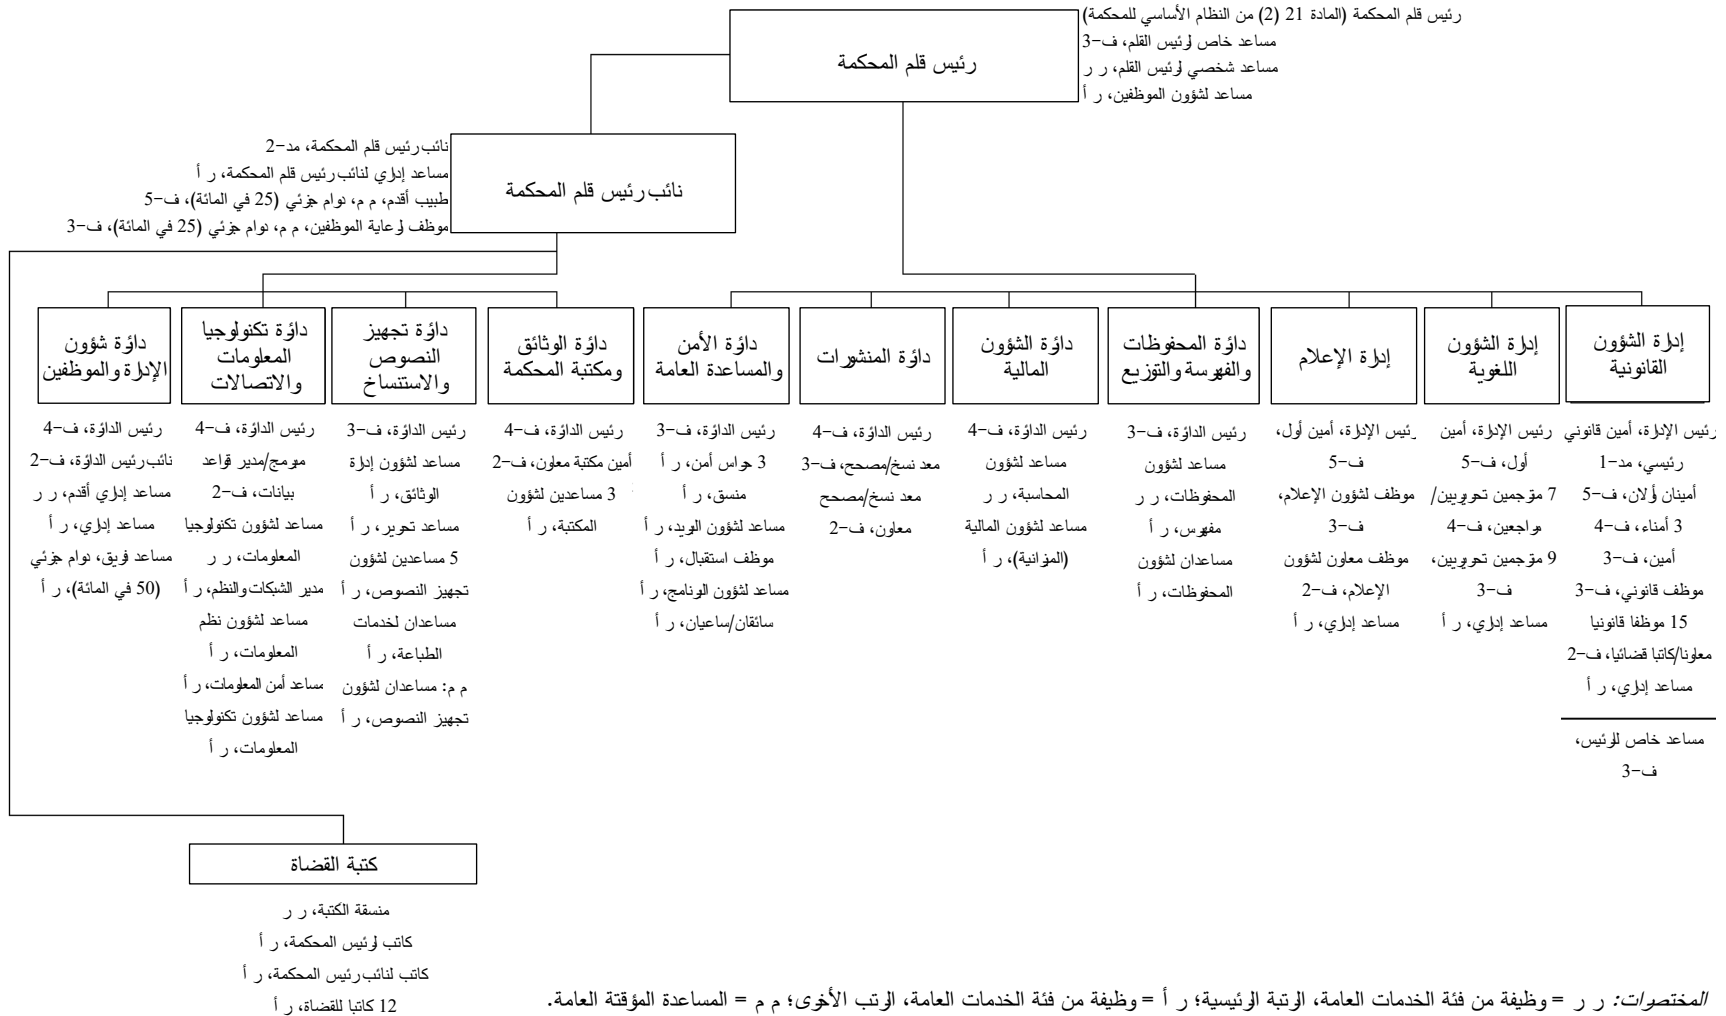 رئيس قلم المحكمة (المادة 21 (2) من النظام الأساسي للمحكمة)
مساعد خاص لرئيس القلم، ف-3
مساعد شخصي لرئيس القلم، ر ر
مساعد لشؤون الموظفين، ر أ
رئيس قلم المحكمة
نائب رئيس قلم المحكمة، مد-2
مساعد إداري لنائب رئيس قلم المحكمة، ر أ
طبيب أقدم، م م، دوام جزئي (25 في المائة)، ف-5
موظف لرعاية الموظفين، م م، دوام جزئي (25 في المائة)، ف-3
نائب رئيس قلم المحكمة
إدارة الشؤون
القانونية
رئيس الإدارة، أمين قانوني
رئيسي، مد-1
أمينان أولان، ف-5
3 أمناء، ف-4
أمين، ف-3
موظف قانوني، ف-3
15 موظفا قانونيا
معاونا/كاتبا قضائيا، ف-2
مساعد إداري، ر أ
مساعد خاص للرئيس،
ف-3
إدارة الشؤون
اللغوية
رئيس الإدارة، أمين
أول، ف-5
7 مترجمين تحريريين/
مراجعين، ف-4
9 مترجمين تحريريين،
ف-3
مساعد إداري، ر أ
إدارة الإعلام
رئيس الإدارة، أمين أول،
ف-5
موظف لشؤون الإعلام،
ف-3
موظف معاون لشؤون
الإعلام، ف-2
مساعد إداري، ر أ
دائرة المحفوظات
والفهرسة والتوزيع
رئيس الدائرة، ف-3
مساعد لشؤون
المحفوظات، ر ر
مفهرس، ر أ
مساعدان لشؤون
المحفوظات، ر أ
دائرة الشؤون
المالية
رئيس الدائرة، ف-4
مساعد لشؤون
المحاسبة، ر ر
مساعد لشؤون المالية
(الموازنية)، ر أ
دائرة المنشورات
رئيس الدائرة، ف-4
معد نسخ/مصحح، ف-3
معد نسخ/مصحح
معاون، ف-2
دائرة الأمن
والمساعدة العامة
رئيس الدائرة، ف-3
3 حراس أمن، ر أ
منسق، ر أ
مساعد لشؤون البريد، ر أ
موظف استقبال، ر أ
مساعد لشؤون البرنامج، ر أ
سائقان/ساعيان، ر أ
دائرة الوثائق
ومكتبة المحكمة
رئيس الدائرة، ف-4
أمين مكتبة معاون، ف-2
3 مساعدين لشؤون
المكتبة، ر أ
دائرة تجهيز
النصوص
والاستنساخ
رئيس الدائرة، ف-3
مساعد لشؤون إدارة
الوثائق، ر أ
مساعد تحرير، ر أ
5 مساعدين لشؤون
تجهيز النصوص، ر أ
مساعدان لخدمات
الطباعة، ر أ
م م: مساعدان لشؤون
تجهيز النصوص، ر أ
دائرة تكنولوجيا
المعلومات
والاتصالات
رئيس الدائرة، ف-4
مبرمج/مدير قواعد
بيانات، ف-2
مساعد لشؤون تكنولوجيا
المعلومات، ر ر
مدير الشبكات والنظم، ر أ
مساعد لشؤون نظم
المعلومات، ر أ
مساعد أمن المعلومات، ر أ
مساعد لشؤون تكنولوجيا
المعلومات، ر أ
دائرة شؤون
الإدارة والموظفين
رئيس الدائرة، ف-4
نائب رئيس الدائرة، ف-2
مساعد إداري أقدم، ر ر
مساعد إداري، ر أ
مساعد فريق، دوام جزئي
(50 في المائة)، ر أ
كتبة القضاة
منسقة الكتبة، ر ر
كاتب لرئيس المحكمة، ر أ
كاتب لنائب رئيس المحكمة، ر أ
12 كاتبا للقضاة، ر أ
المختصرات: ر ر = وظيفة من فئة الخدمات العامة، الرتبة الرئيسية؛ ر أ = وظيفة من فئة الخدمات العامة، الرتب الأخرى؛ م م = المساعدة المؤقتة العامة.